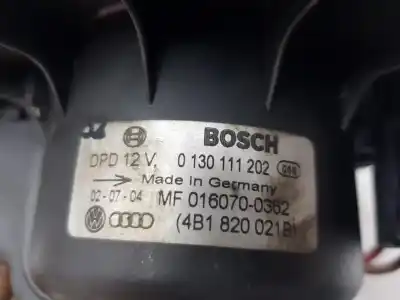 BOSCH
DPD 12 V. 0 130 111 202
Made in Germany
02-07-04 MF 016070-0362
(4B1 820 021B)